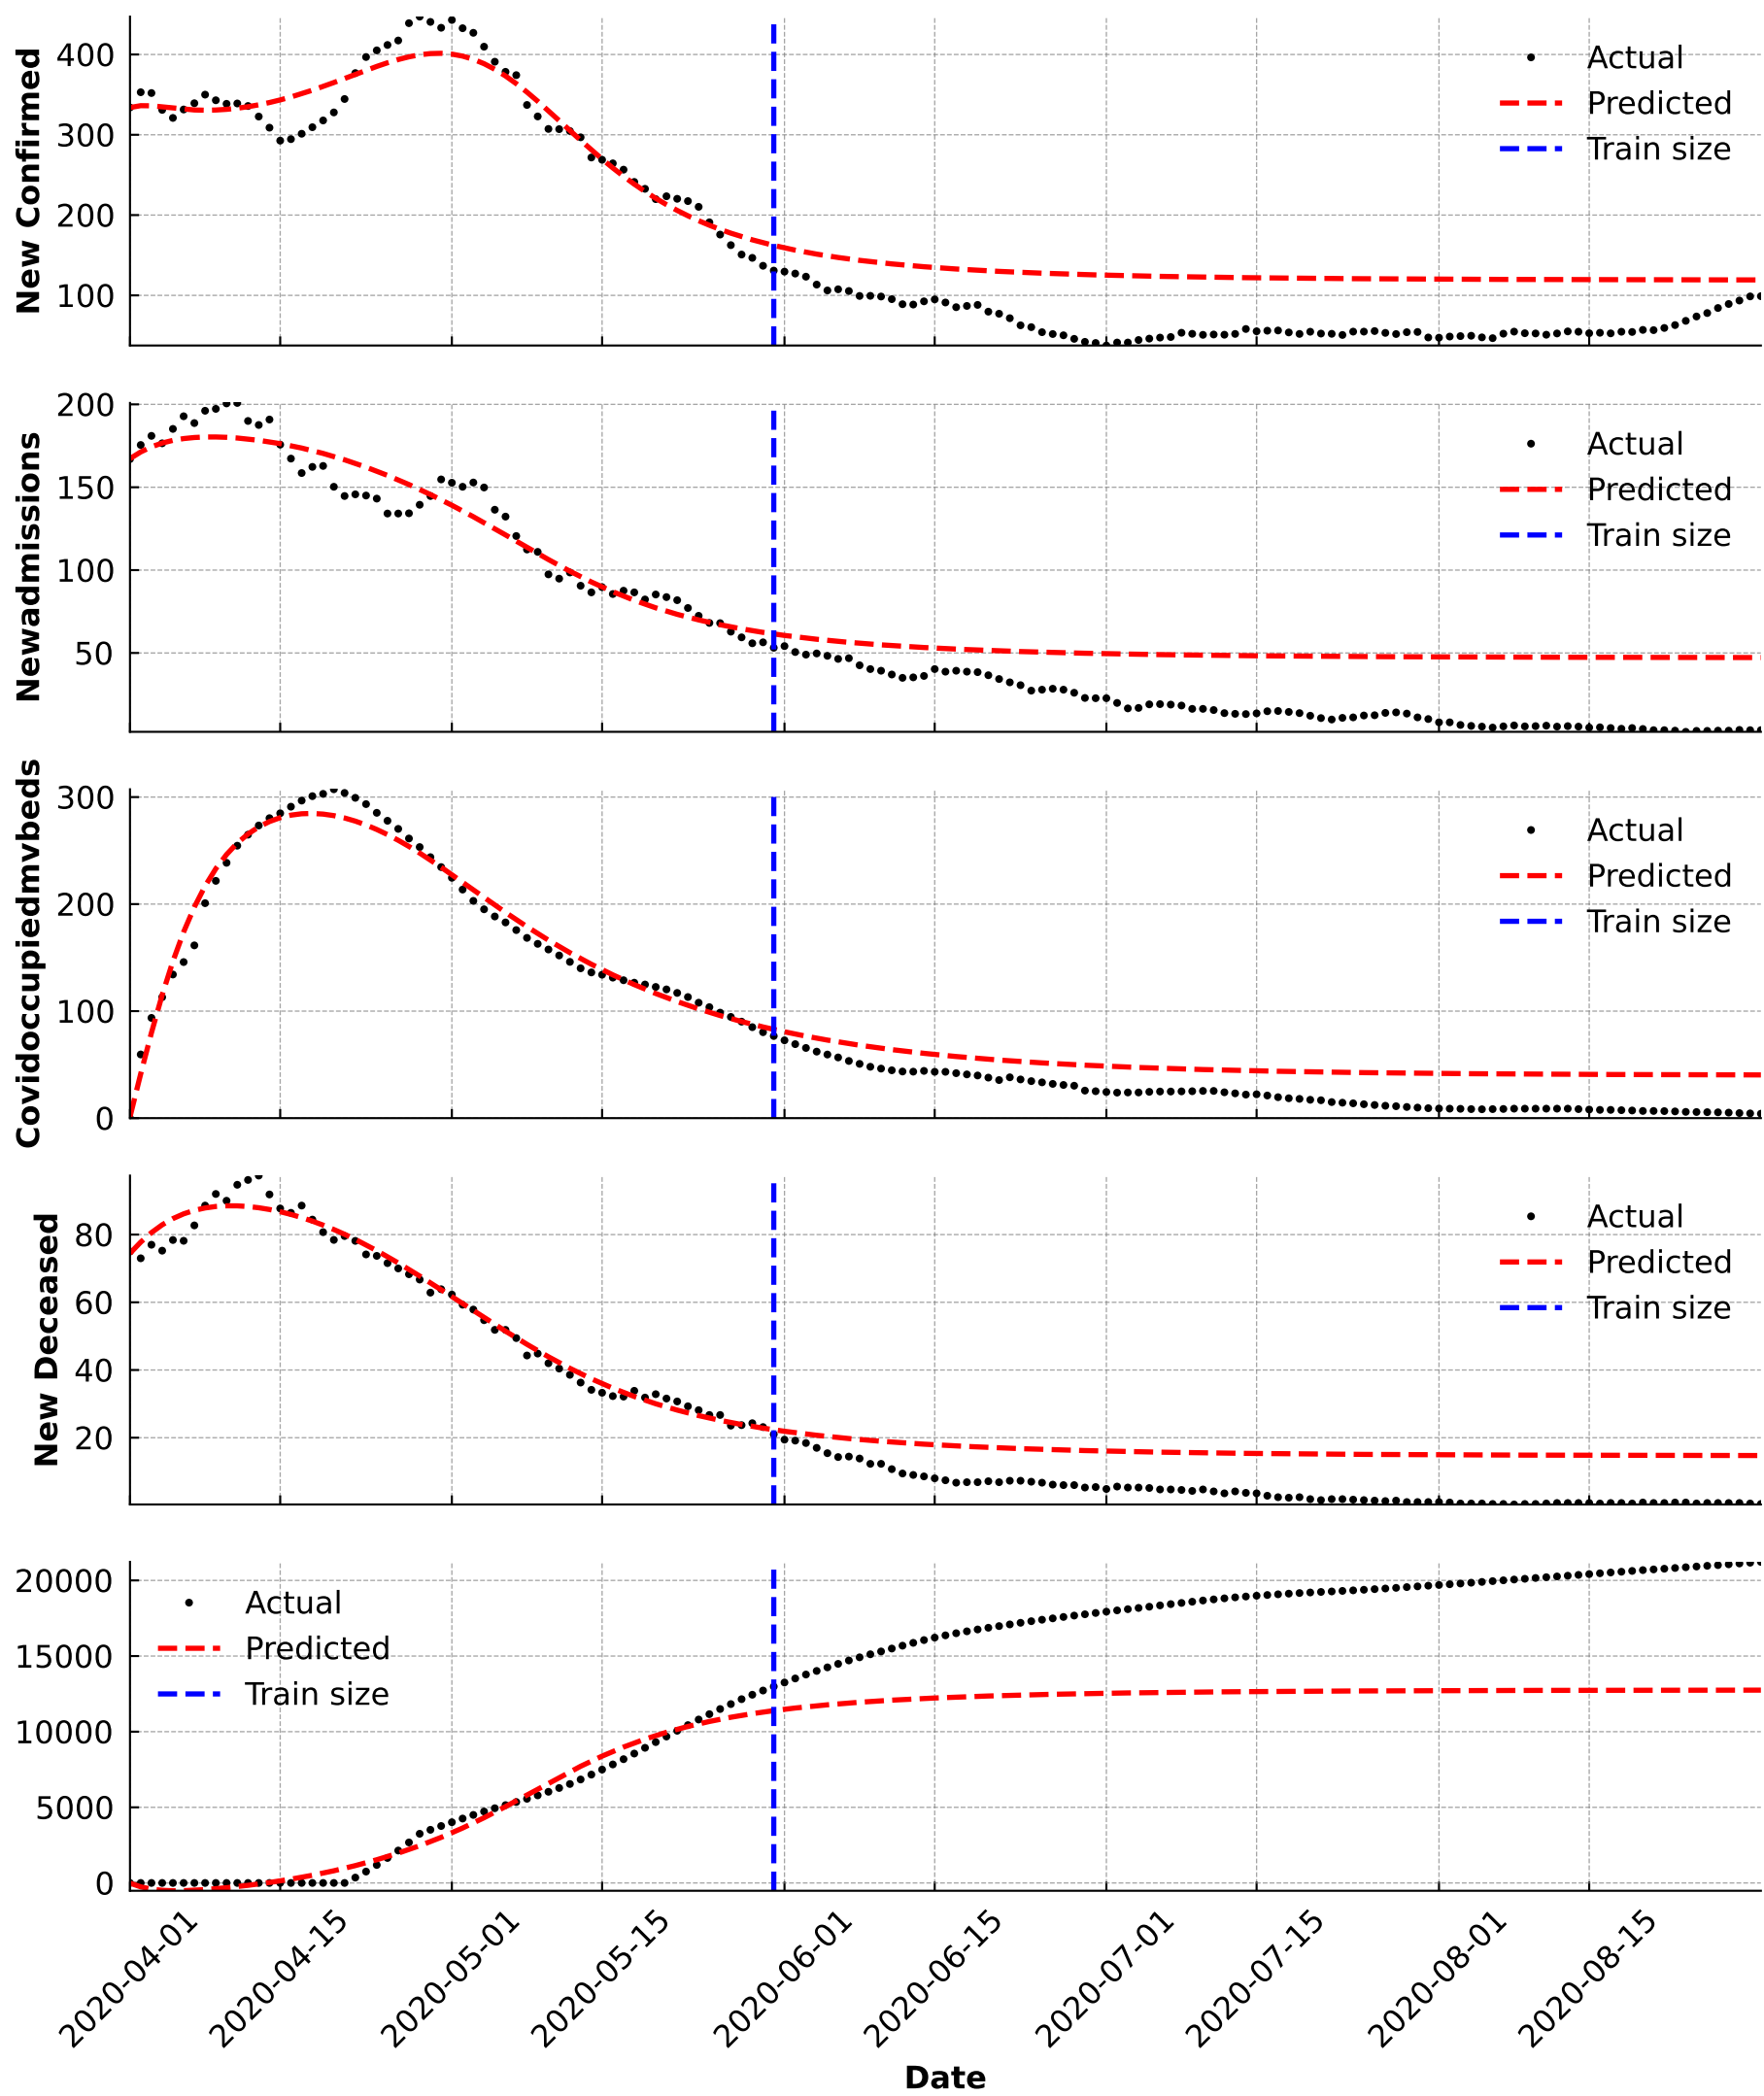 New Confirmed
400
300
200
100
Actual
Predicted
Train size
Newadmissions
200
150
100
50
Actual
Predicted
Train size
Covidoccupiedmvbeds
300
200
100
0
Actual
Predicted
Train size
New Deceased
80
60
40
20
Actual
Predicted
Train size
20000
15000
10000
5000
0
Actual
Predicted
Train size
2020-04-01
2020-04-15
2020-05-01
2020-05-15
2020-06-01
2020-06-15
2020-07-01
2020-07-15
2020-08-01
2020-08-15
Date